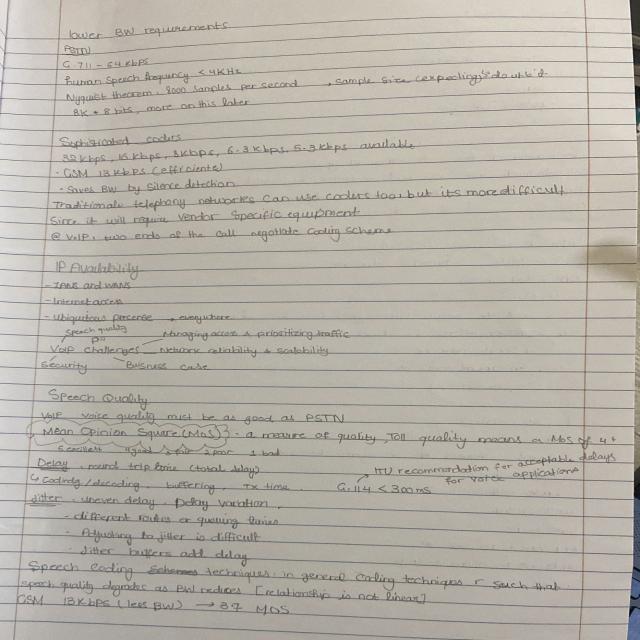 lower BW requirements
PSTN
G.711 - 64 kbps
human speech frequency < 4KHz
Nyquist theorem, 8000 samples per second → sample size
8K * 8 bits, more on this later
Sophisticated coders
32 kbps, 16 kbps, 8kbps, 6.3 kbps, 5.3 kbps available
- GSM 13 kbps (efficiente)
- Saves BW by silence detection
Traditional telephony networks can use coders too, but its more difficult
Since it will require vendor specific equipment
@ VoIP, two ends of the call negotiate coding scheme
IP Availability
- LANS and WANS
- Internet access
- Ubiquitous presense → everywhere
speech quality
Managing access & prioritizing traffic
VoIP challenges Network reliability & scalability
Security Business case
Speech Quality
VoIP voice quality must be as good as PSTN
Mean Opinion Square (MOS) - a measure of quality, Toll quality means a MOS of 4+
5 excellent 4 good 3 fair 2 poor 1 bad
Delay, round trip time (total delay)
ITU recommendation for acceptable delays
for voice applications
↳ Coding/decoding, buffering, Tx time. G.114 < 300ms
Jitter, uneven delay, Delay variation,
- different routes or queuing times
- Adjusting to jitter is difficult
- Jitter buffers add delay
Speech coding techniques: in general coding techniques r such that
speech quality degrades as BW reduces [relationship is not linear]
GSM 13kbps (less BW) → 3.7 MOS